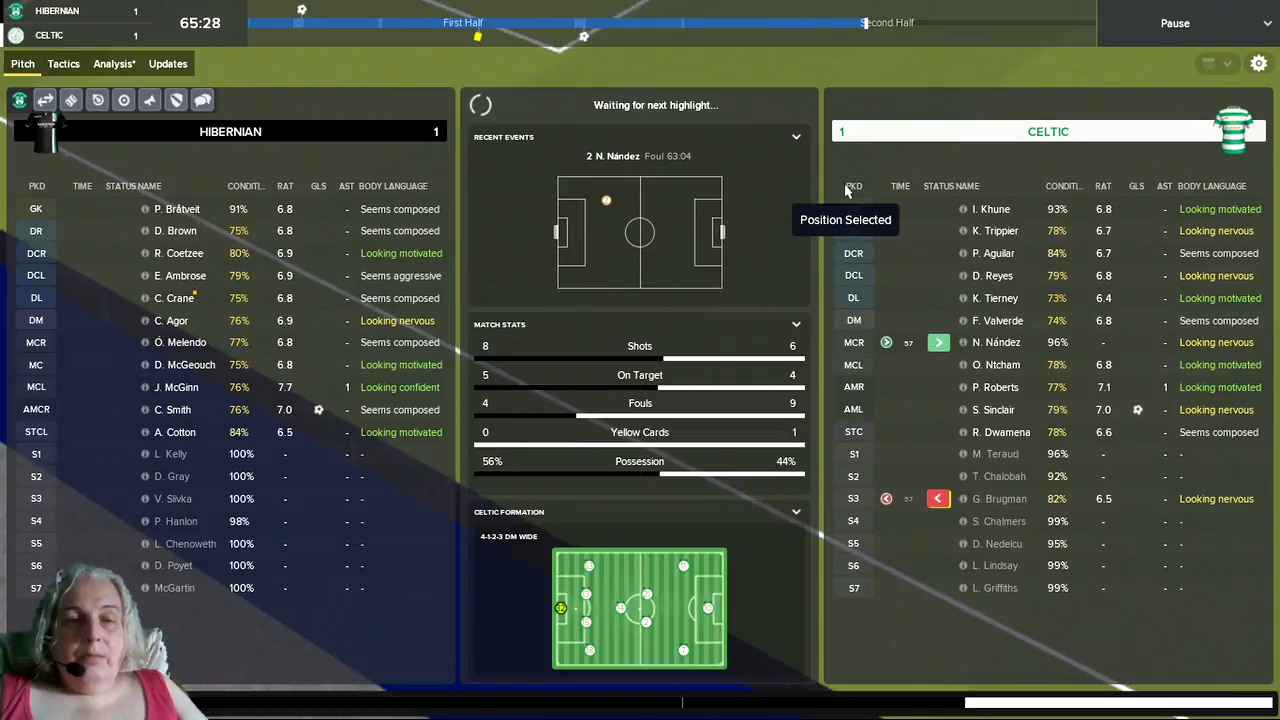 HIBERNIAN 1
CELTIC 1
65:28
First Half
Second Half
Pause
Pitch Tactics Analysis* Updates
HIBERNIAN 1
PKD TIME STATUS NAME CONDITI... RAT GLS AST BODY LANGUAGE
GK P. Bråtveit 91% 6.8 - Seems composed
DR D. Brown 75% 6.8 - Seems composed
DCR R. Coetzee 80% 6.9 - Looking motivated
DCL E. Ambrose 79% 6.9 - Seems aggressive
DL C. Crane 75% 6.8 - Seems composed
DM C. Agor 76% 6.9 - Looking nervous
MCR Ó. Melendo 77% 6.8 - Seems composed
MC D. McGeouch 75% 6.8 - Looking motivated
MCL J. McGinn 76% 7.7 1 Looking confident
AMCR C. Smith 76% 7.0 - Seems composed
STCL A. Cotton 84% 6.5 - Looking motivated
S1 L. Kelly 100% - - -
S2 D. Gray 100% - - -
S3 V. Slivka 100% - - -
S4 P. Hanlon 98% - - -
S5 L. Chenoweth 100% - - -
S6 D. Poyet 100% - - -
S7 McGartin 100% - - -
Waiting for next highlight...
RECENT EVENTS
2 N. Nández Foul 63:04
2
MATCH STATS
8 Shots 6
5 On Target 4
4 Fouls 9
0 Yellow Cards 1
56% Possession 44%
CELTIC FORMATION
4-1-2-3 DM WIDE
1 CELTIC
PKD TIME STATUS NAME CONDITI... RAT GLS AST BODY LANGUAGE
Position Selected
I. Khune 93% 6.8 - Looking motivated
K. Trippier 78% 6.7 - Looking nervous
DCR P. Aguilar 84% 6.7 - Seems composed
DCL D. Reyes 79% 6.8 - Looking nervous
DL K. Tierney 73% 6.4 - Looking motivated
DM F. Valverde 74% 6.8 - Seems composed
MCR 57 N. Nández 96% - - Looking nervous
MCL O. Ntcham 78% 6.8 - Looking motivated
AMR P. Roberts 77% 7.1 1 Looking motivated
AML S. Sinclair 79% 7.0 - Looking nervous
STC R. Dwamena 78% 6.6 - Seems composed
S1 M. Teraud 96% - - -
S2 T. Chalobah 92% - - -
S3 57 G. Brugman 82% 6.5 - Looking nervous
S4 S. Chalmers 99% - - -
S5 D. Nedelcu 95% - - -
S6 L. Lindsay 99% - - -
S7 L. Griffiths 99% - - -